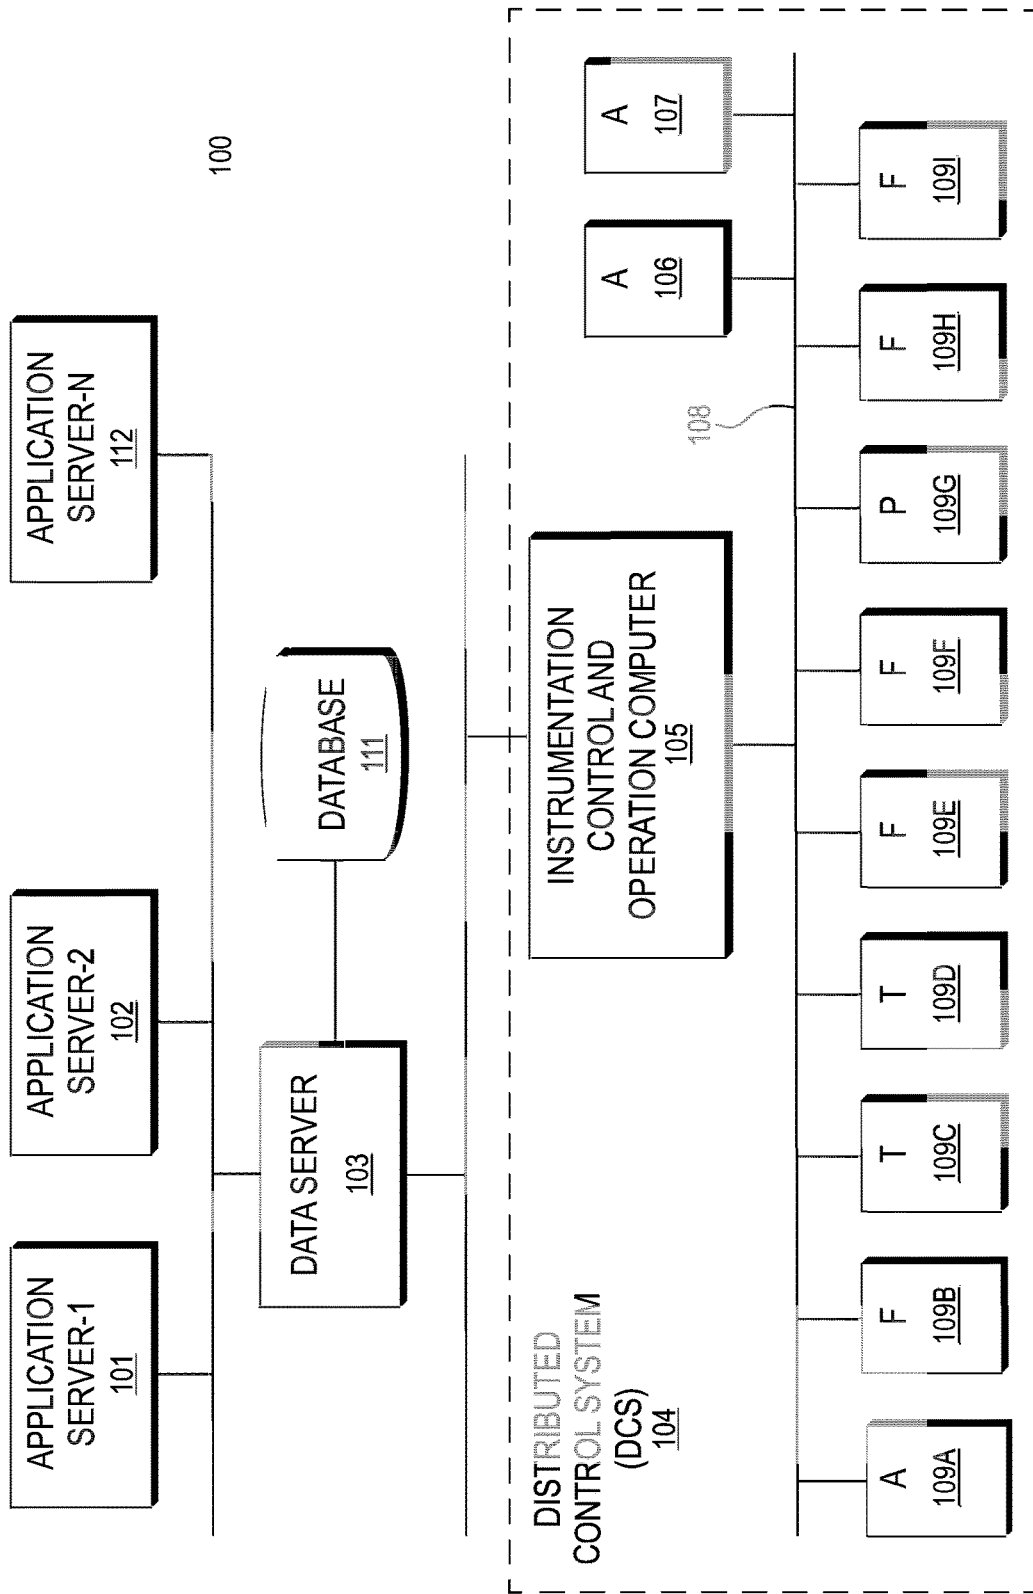 100
APPLICATION
SERVER-1
101
APPLICATION
SERVER-2
102
APPLICATION
SERVER-N
112
DATA SERVER
103
DATABASE
111
DISTRIBUTED
CONTROL SYSTEM
(DCS)
104
INSTRUMENTATION
CONTROL AND
OPERATION COMPUTER
105
A
106
A
107
108
A
109A
F
109B
T
109C
T
109D
F
109E
F
109F
P
109G
F
109H
F
109I